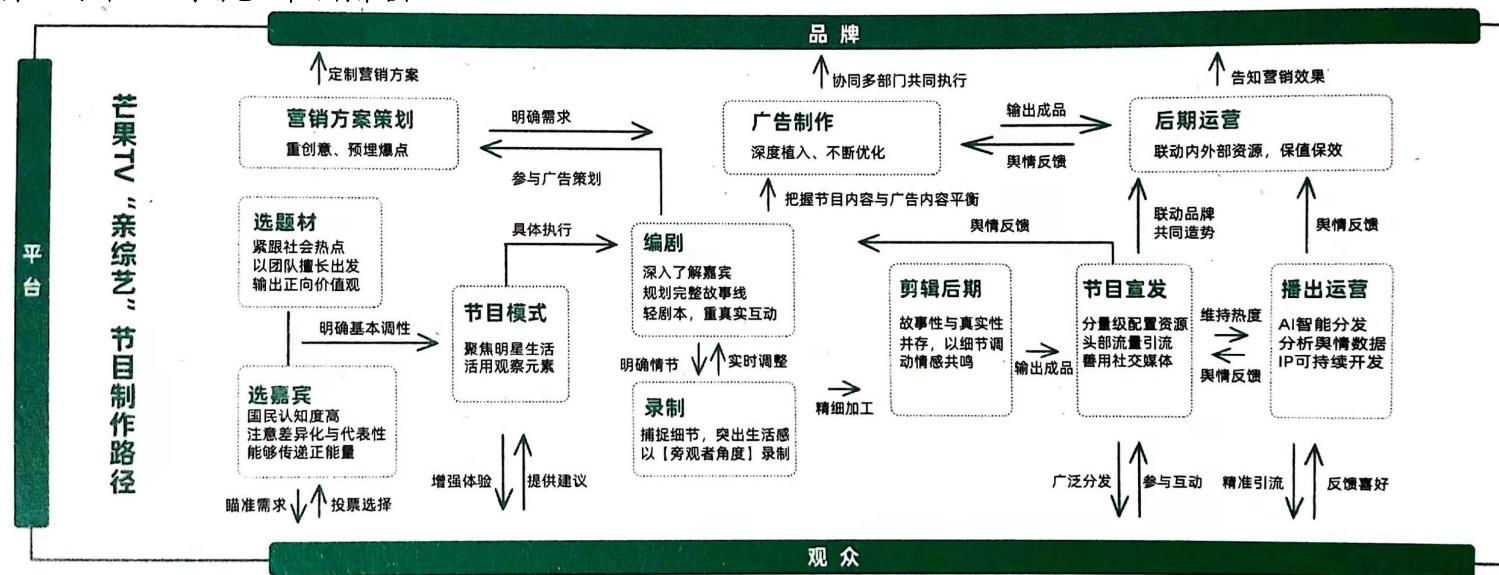 品牌
平台
芒果TV“亲综艺”节目制作路径
定制营销方案
协同多部门共同执行
告知营销效果
营销方案策划
重创意、预埋爆点
明确需求
参与广告策划
广告制作
深度植入、不断优化
输出成品
舆情反馈
后期运营
联动内外部资源，保值保效
把握节目内容与广告内容平衡
选题材
紧跟社会热点
以团队擅长出发
输出正向价值观
具体执行
编剧
深入了解嘉宾
规划完整故事线
轻剧本，重真实互动
舆情反馈
联动品牌
共同造势
舆情反馈
明确基本调性
节目模式
聚焦明星生活
活用观察元素
剪辑后期
故事性与真实性
并存，以细节调
动情感共鸣
输出成品
节目宣发
分量级配置资源
头部流量引流
善用社交媒体
维持热度
舆情反馈
播出运营
AI智能分发
分析舆情数据
IP可持续开发
明确情节
实时调整
选嘉宾
国民认知度高
注意差异化与代表性
能够传递正能量
录制
捕捉细节，突出生活感
以【旁观者角度】录制
精细加工
瞄准需求
投票选择
增强体验
提供建议
广泛分发
参与互动
精准引流
反馈喜好
观众